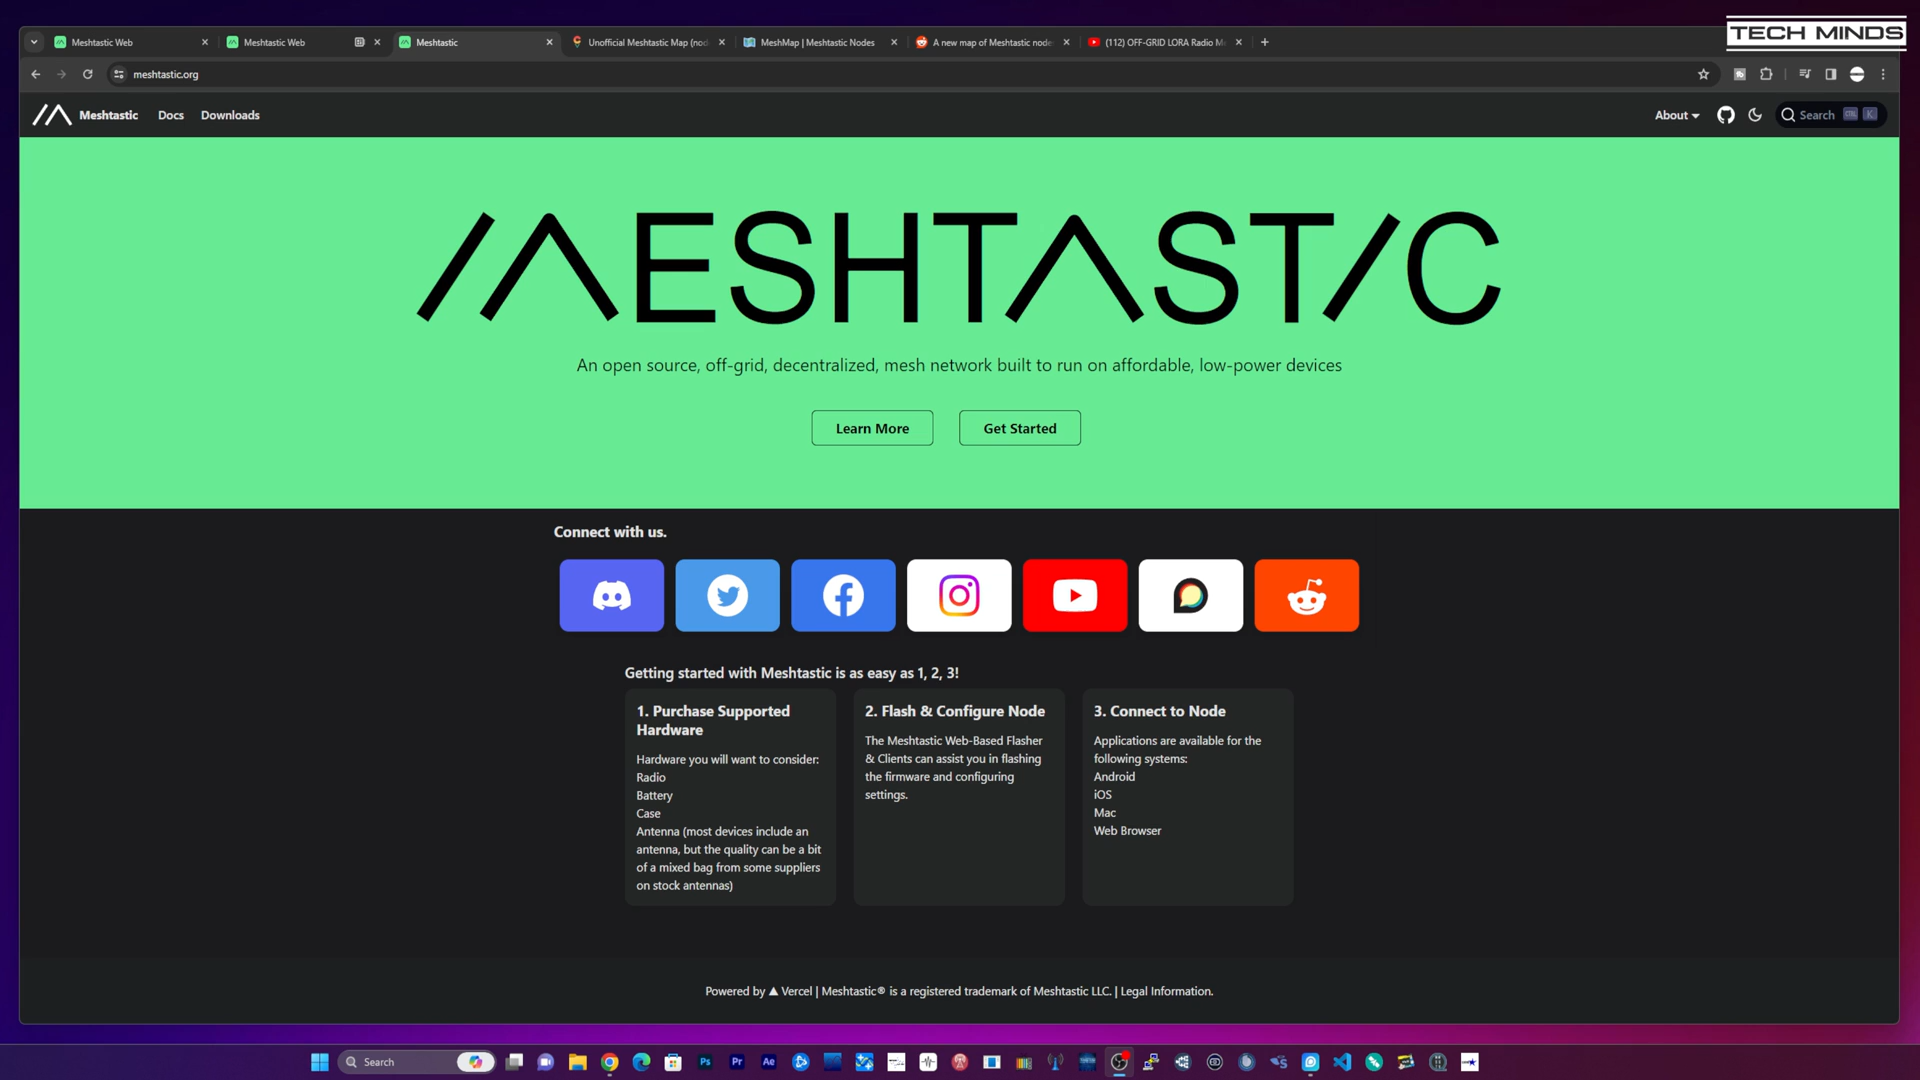 TECH MINDS
Meshtastic Web
Meshtastic Web
Meshtastic
Unofficial Meshtastic Map (nod
MeshMap | Meshtastic Nodes
A new map of Meshtastic node
(112) OFF-GRID LORA Radio M
meshtastic.org
Meshtastic Docs Downloads
About
Search
CTRL K
MESHTASTIC
An open source, off-grid, decentralized, mesh network built to run on affordable, low-power devices
Learn More
Get Started
Connect with us.
Getting started with Meshtastic is as easy as 1, 2, 3!
1. Purchase Supported
Hardware
Hardware you will want to consider:
Radio
Battery
Case
Antenna (most devices include an
antenna, but the quality can be a bit
of a mixed bag from some suppliers
on stock antennas)
2. Flash & Configure Node
The Meshtastic Web-Based Flasher
& Clients can assist you in flashing
the firmware and configuring
settings.
3. Connect to Node
Applications are available for the
following systems:
Android
iOS
Mac
Web Browser
Powered by ▲ Vercel | Meshtastic® is a registered trademark of Meshtastic LLC. | Legal Information.
Search
Ps
Pr
Ae